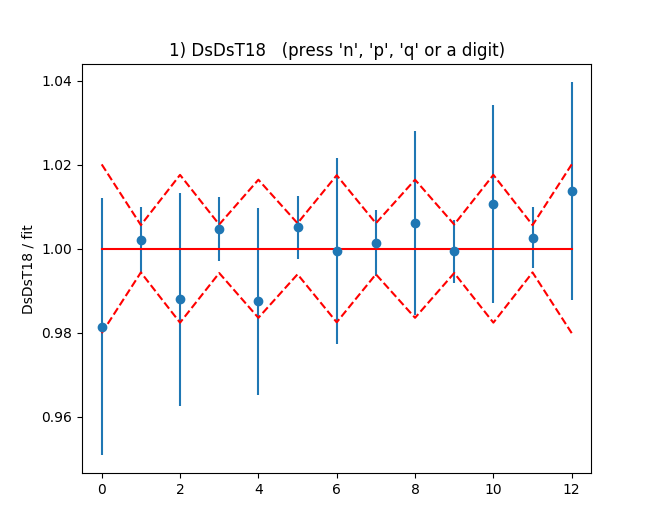 1) DsDsT18   (press 'n', 'p', 'q' or a digit)
1.04
1.02
1.00
0.98
0.96
DsDsT18 / fit
0 2 4 6 8 10 12